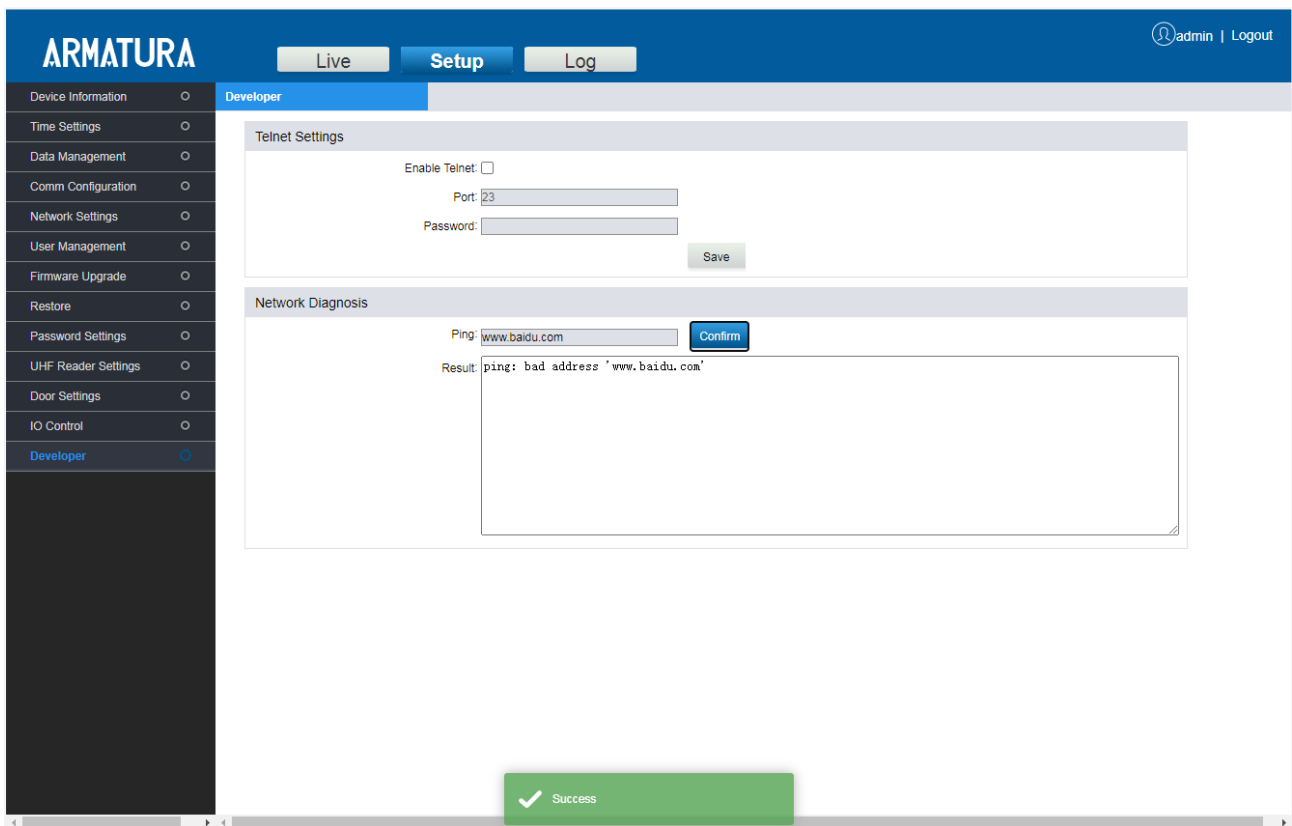 admin | Logout
ARMATURA
Live
Setup
Log
Device Information
Time Settings
Data Management
Comm Configuration
Network Settings
User Management
Firmware Upgrade
Restore
Password Settings
UHF Reader Settings
Door Settings
IO Control
Developer
Developer
Telnet Settings
Enable Telnet:
Port: 23
Password:
Save
Network Diagnosis
Ping: www.baidu.com Confirm
Result: ping: bad address 'www.baidu.com'
Success